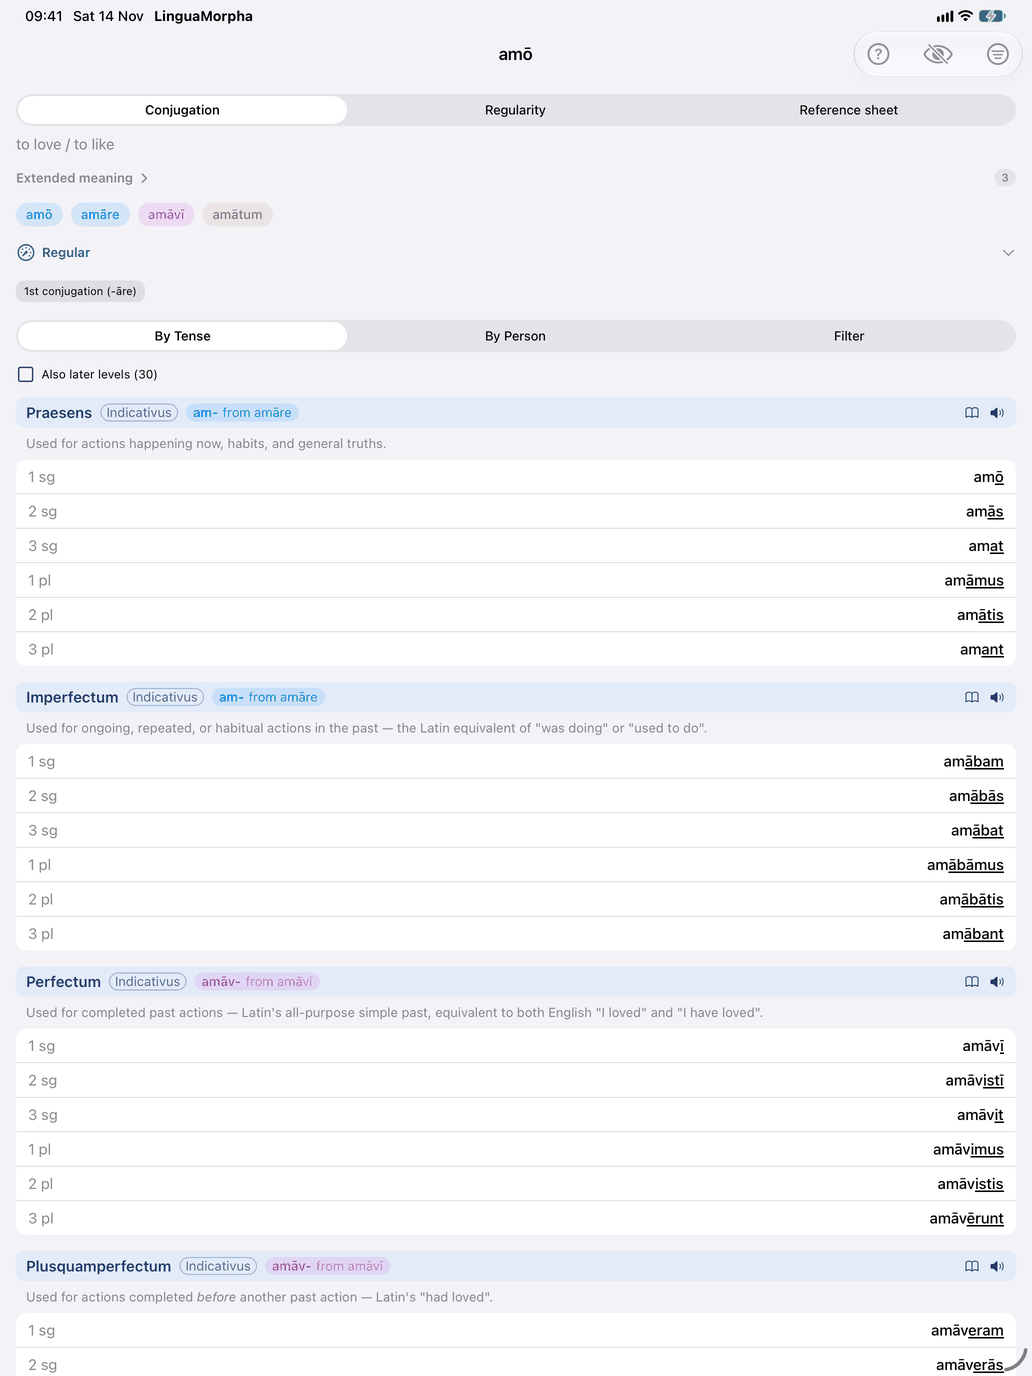 09:41 Sat 14 Nov LinguaMorpha
amō
Conjugation Regularity Reference sheet
to love / to like
Extended meaning 3
amō amāre amāvī amātum
Regular
1st conjugation (-āre)
By Tense By Person Filter
Also later levels (30)
Praesens Indicativus am- from amāre
Used for actions happening now, habits, and general truths.
1 sg amō
2 sg amās
3 sg amat
1 pl amāmus
2 pl amātis
3 pl amant
Imperfectum Indicativus am- from amāre
Used for ongoing, repeated, or habitual actions in the past — the Latin equivalent of "was doing" or "used to do".
1 sg amābam
2 sg amābās
3 sg amābat
1 pl amābāmus
2 pl amābātis
3 pl amābant
Perfectum Indicativus amāv- from amāvī
Used for completed past actions — Latin's all-purpose simple past, equivalent to both English "I loved" and "I have loved".
1 sg amāvī
2 sg amāvistī
3 sg amāvit
1 pl amāvimus
2 pl amāvistis
3 pl amāvērunt
Plusquamperfectum Indicativus amāv- from amāvī
Used for actions completed before another past action — Latin's "had loved".
1 sg amāveram
2 sg amāverās